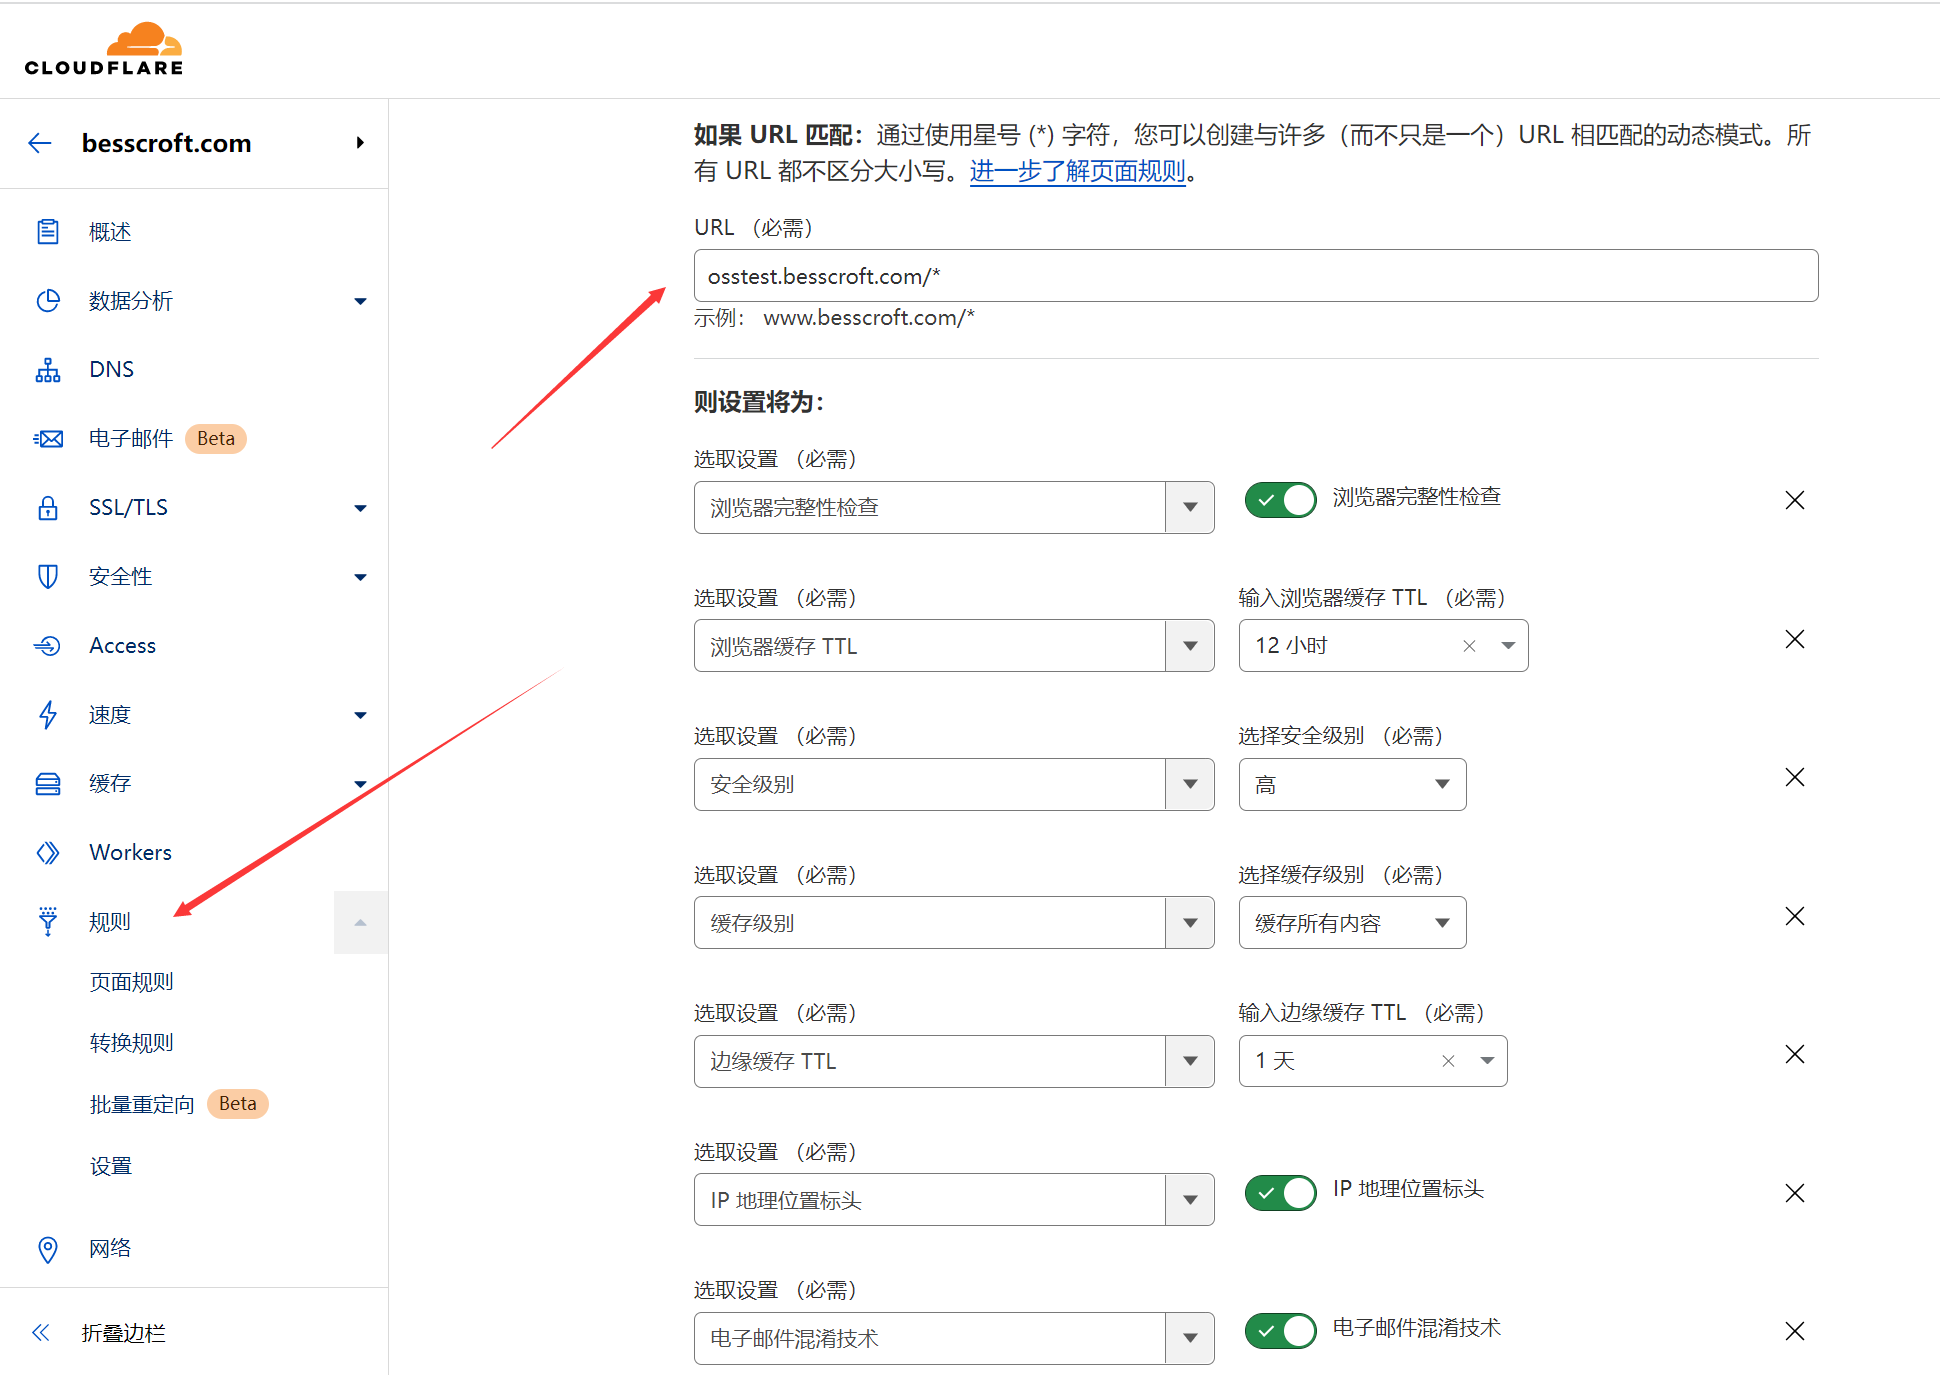 CLOUDFLARE
besscroft.com
概述
数据分析
DNS
电子邮件 Beta
SSL/TLS
安全性
Access
速度
缓存
Workers
规则
页面规则
转换规则
批量重定向 Beta
设置
网络
折叠边栏
如果 URL 匹配：通过使用星号 (*) 字符，您可以创建与许多（而不只是一个）URL 相匹配的动态模式。所
有 URL 都不区分大小写。进一步了解页面规则。
URL （必需）
osstest.besscroft.com/*
示例： www.besscroft.com/*
则设置将为：
选取设置 （必需）
浏览器完整性检查
浏览器完整性检查
选取设置 （必需）
输入浏览器缓存 TTL （必需）
浏览器缓存 TTL
12 小时
选取设置 （必需）
选择安全级别 （必需）
安全级别
高
选取设置 （必需）
选择缓存级别 （必需）
缓存级别
缓存所有内容
选取设置 （必需）
输入边缘缓存 TTL （必需）
边缘缓存 TTL
1 天
选取设置 （必需）
IP 地理位置标头
IP 地理位置标头
选取设置 （必需）
电子邮件混淆技术
电子邮件混淆技术